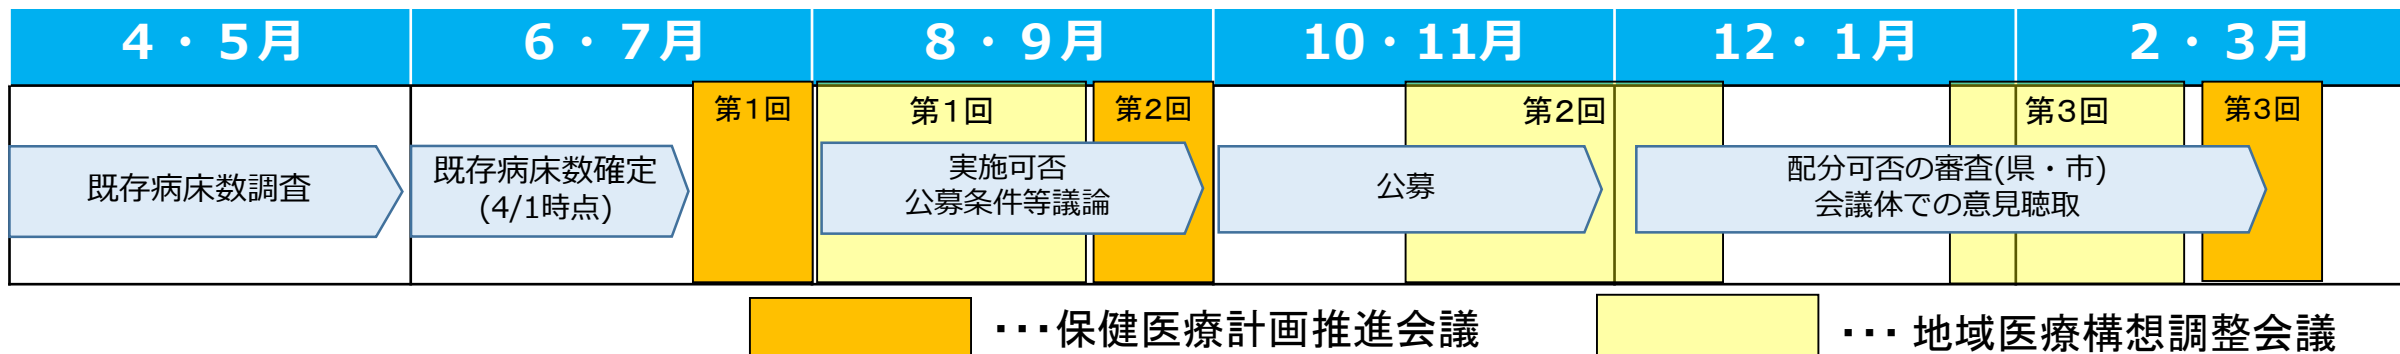 ４・５月
６・７月
８・９月
10・11月
12・１月
２・３月
第１回
第１回
第２回
第２回
第３回
第３回
既存病床数調査
既存病床数確定
(4/1時点)
実施可否
公募条件等議論
公募
配分可否の審査(県・市)
会議体での意見聴取
･･･保健医療計画推進会議
･･･ 地域医療構想調整会議